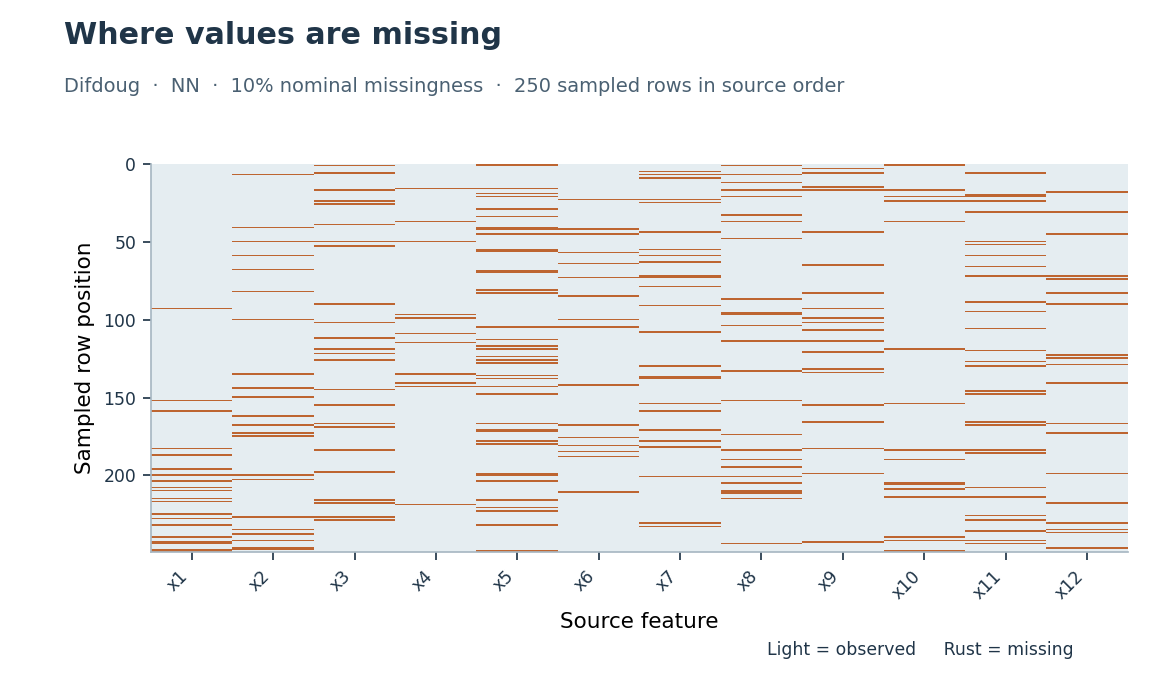 Where values are missing
Difdoug · NN · 10% nominal missingness · 250 sampled rows in source order
Sampled row position
0
50
100
150
200
x1 x2 x3 x4 x5 x6 x7 x8 x9 x10 x11 x12
Source feature
Light = observed Rust = missing